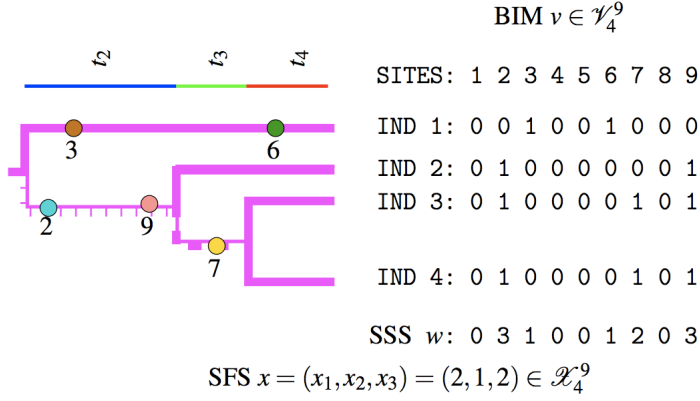 BIM v ∈ 𝒱₄⁹
t₂ t₃ t₄
SITES: 1 2 3 4 5 6 7 8 9
3 6
IND 1: 0 0 1 0 0 1 0 0 0
IND 2: 0 1 0 0 0 0 0 0 1
IND 3: 0 1 0 0 0 0 1 0 1
2 9
7
IND 4: 0 1 0 0 0 0 1 0 1
SSS w: 0 3 1 0 0 1 2 0 3
SFS x = (x₁,x₂,x₃) = (2,1,2) ∈ 𝒳₄⁹